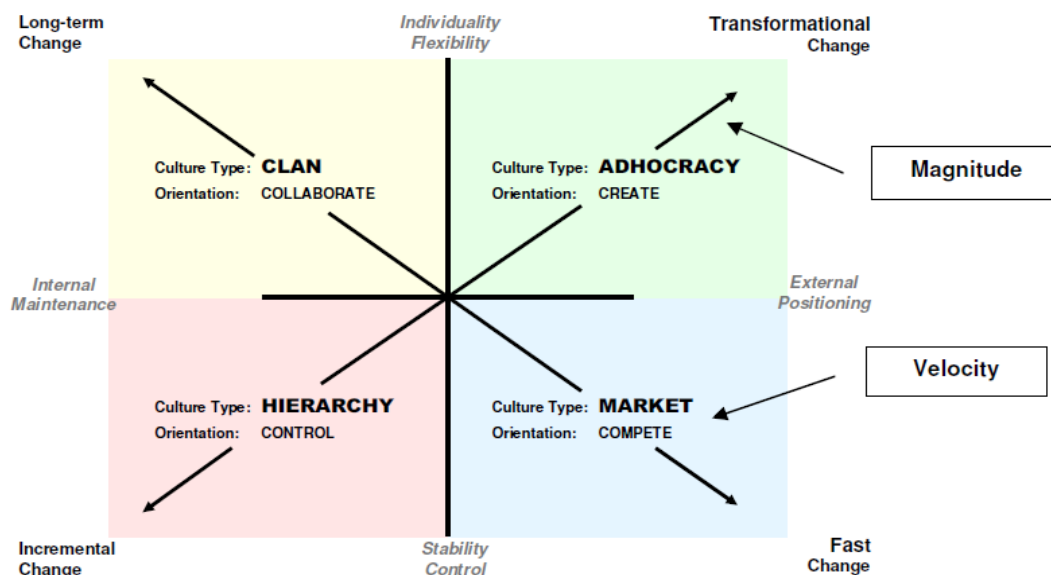 Long-term
Change
Individuality
Flexibility
Transformational
Change
Culture Type: CLAN
Orientation: COLLABORATE
Culture Type: ADHOCRACY
Orientation: CREATE
Magnitude
Internal
Maintenance
External
Positioning
Velocity
Culture Type: HIERARCHY
Orientation: CONTROL
Culture Type: MARKET
Orientation: COMPETE
Incremental
Change
Stability
Control
Fast
Change